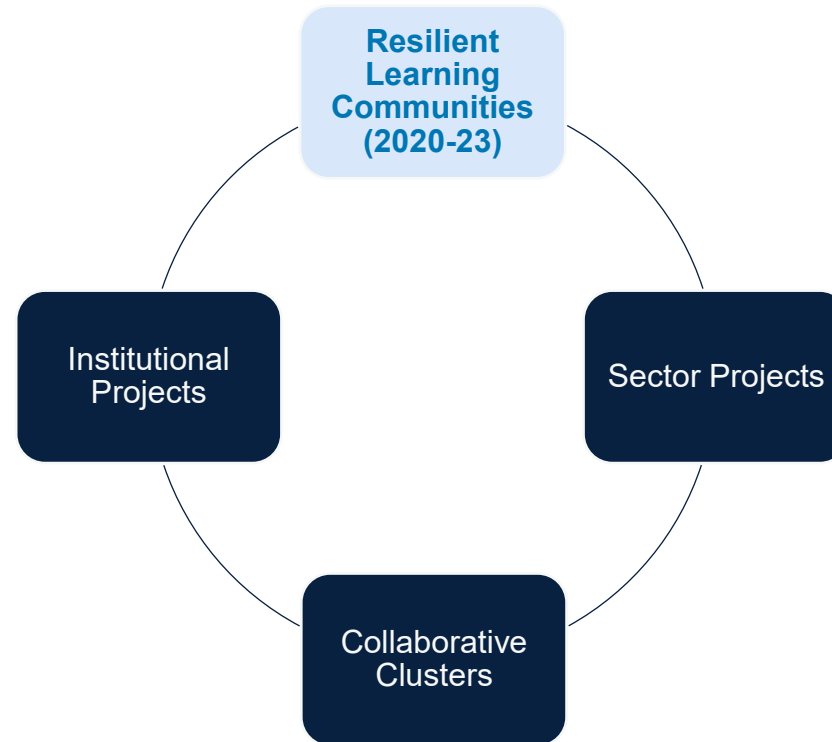 Resilient
Learning
Communities
(2020-23)
Institutional
Projects
Sector Projects
Collaborative
Clusters